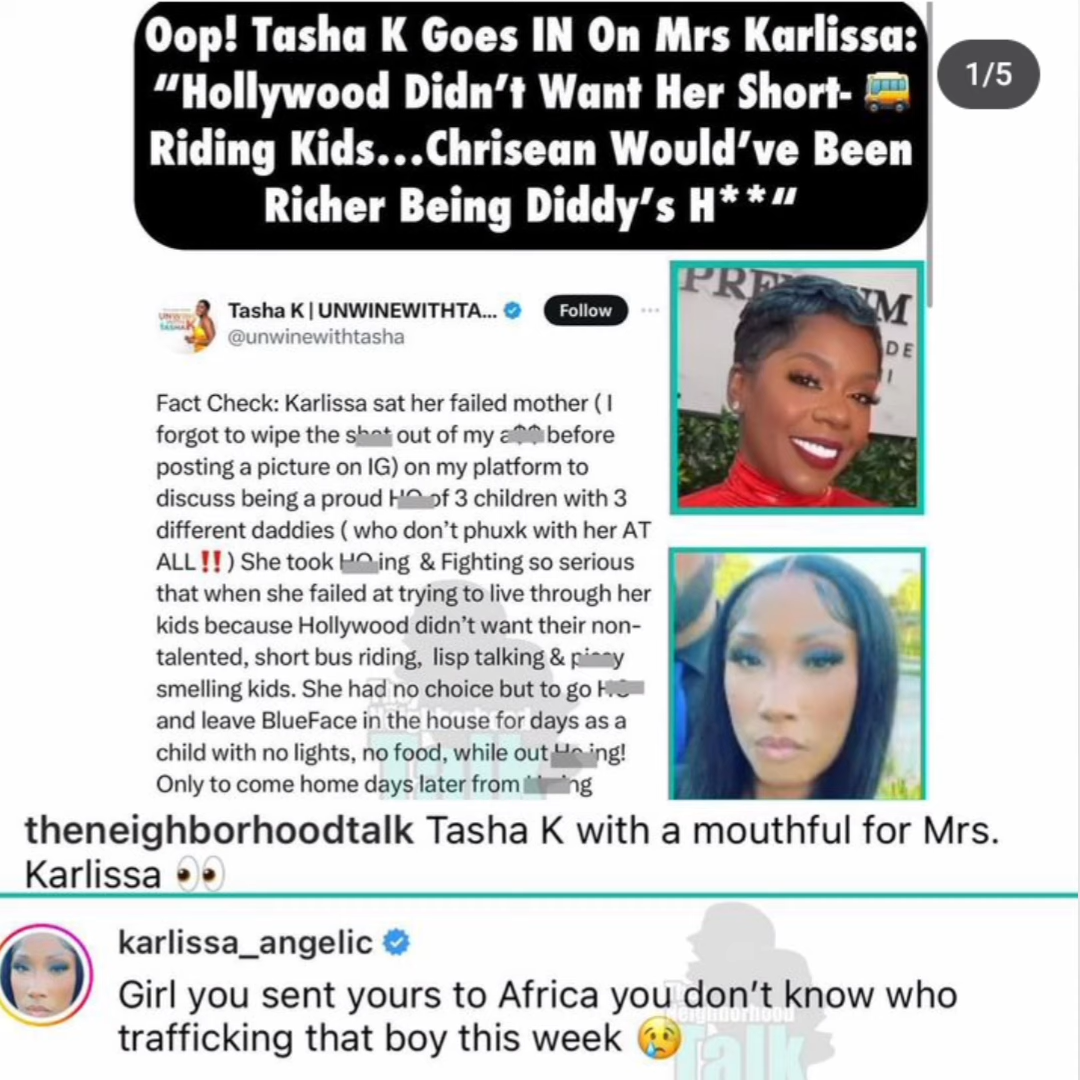 Oop! Tasha K Goes IN On Mrs Karlissa:
“Hollywood Didn’t Want Her Short- 🚌
Riding Kids...Chrisean Would’ve Been
Richer Being Diddy’s H**“
1/5
Tasha K | UNWINEWITHTA...
Follow
@unwinewithtasha
Fact Check: Karlissa sat her failed mother ( I
forgot to wipe the out of my before
posting a picture on IG) on my platform to
discuss being a proud of 3 children with 3
different daddies ( who don’t phuxk with her AT
ALL‼️) She took ing & Fighting so serious
that when she failed at trying to live through her
kids because Hollywood didn’t want their non-
talented, short bus riding, lisp talking &
smelling kids. She had no choice but to go
and leave BlueFace in the house for days as a
child with no lights, no food, while out ing!
Only to come home days later from
PRE UM
DE
theneighborhoodtalk Tasha K with a mouthful for Mrs.
Karlissa 👀
karlissa_angelic
Girl you sent yours to Africa you don’t know who
trafficking that boy this week 😢
The
Neighborhood
Talk